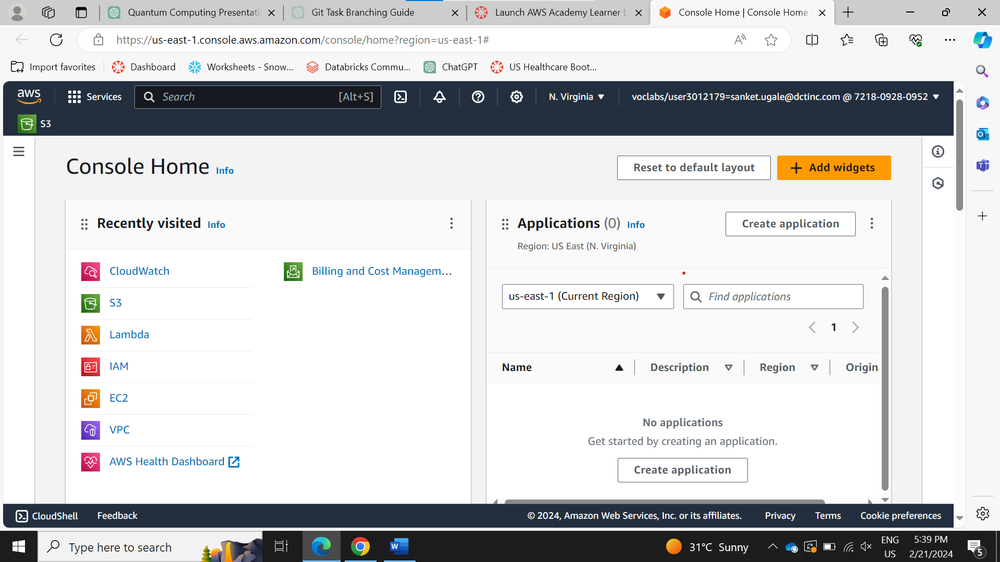 Quantum Computing Presentati
Git Task Branching Guide
Launch AWS Academy Learner L
Console Home | Console Home
https://us-east-1.console.aws.amazon.com/console/home?region=us-east-1#
Import favorites
Dashboard
Worksheets - Snow...
Databricks Commu...
ChatGPT
US Healthcare Boot...
aws
Services
Search
[Alt+S]
N. Virginia
voclabs/user3012179=sanket.ugale@dctinc.com @ 7218-0928-0952
S3
Console Home Info
Reset to default layout
Add widgets
Recently visited Info
CloudWatch
S3
Lambda
IAM
EC2
VPC
AWS Health Dashboard
Billing and Cost Managem...
Applications (0) Info
Region: US East (N. Virginia)
Create application
us-east-1 (Current Region)
Find applications
1
Name
Description
Region
Origin
No applications
Get started by creating an application.
Create application
CloudShell
Feedback
© 2024, Amazon Web Services, Inc. or its affiliates.
Privacy
Terms
Cookie preferences
Type here to search
31°C Sunny
ENG
US
5:39 PM
2/21/2024
5